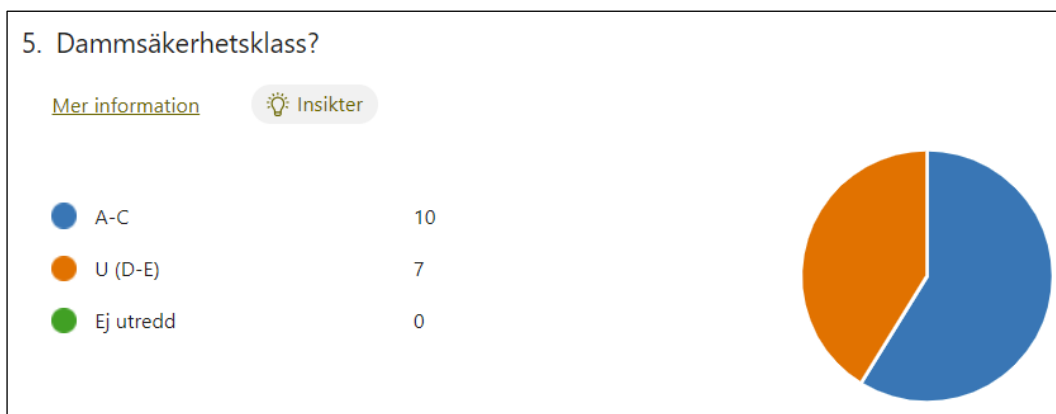 5. Dammsäkerhetsklass?
Mer information Insikter
A-C 10
U (D-E) 7
Ej utredd 0